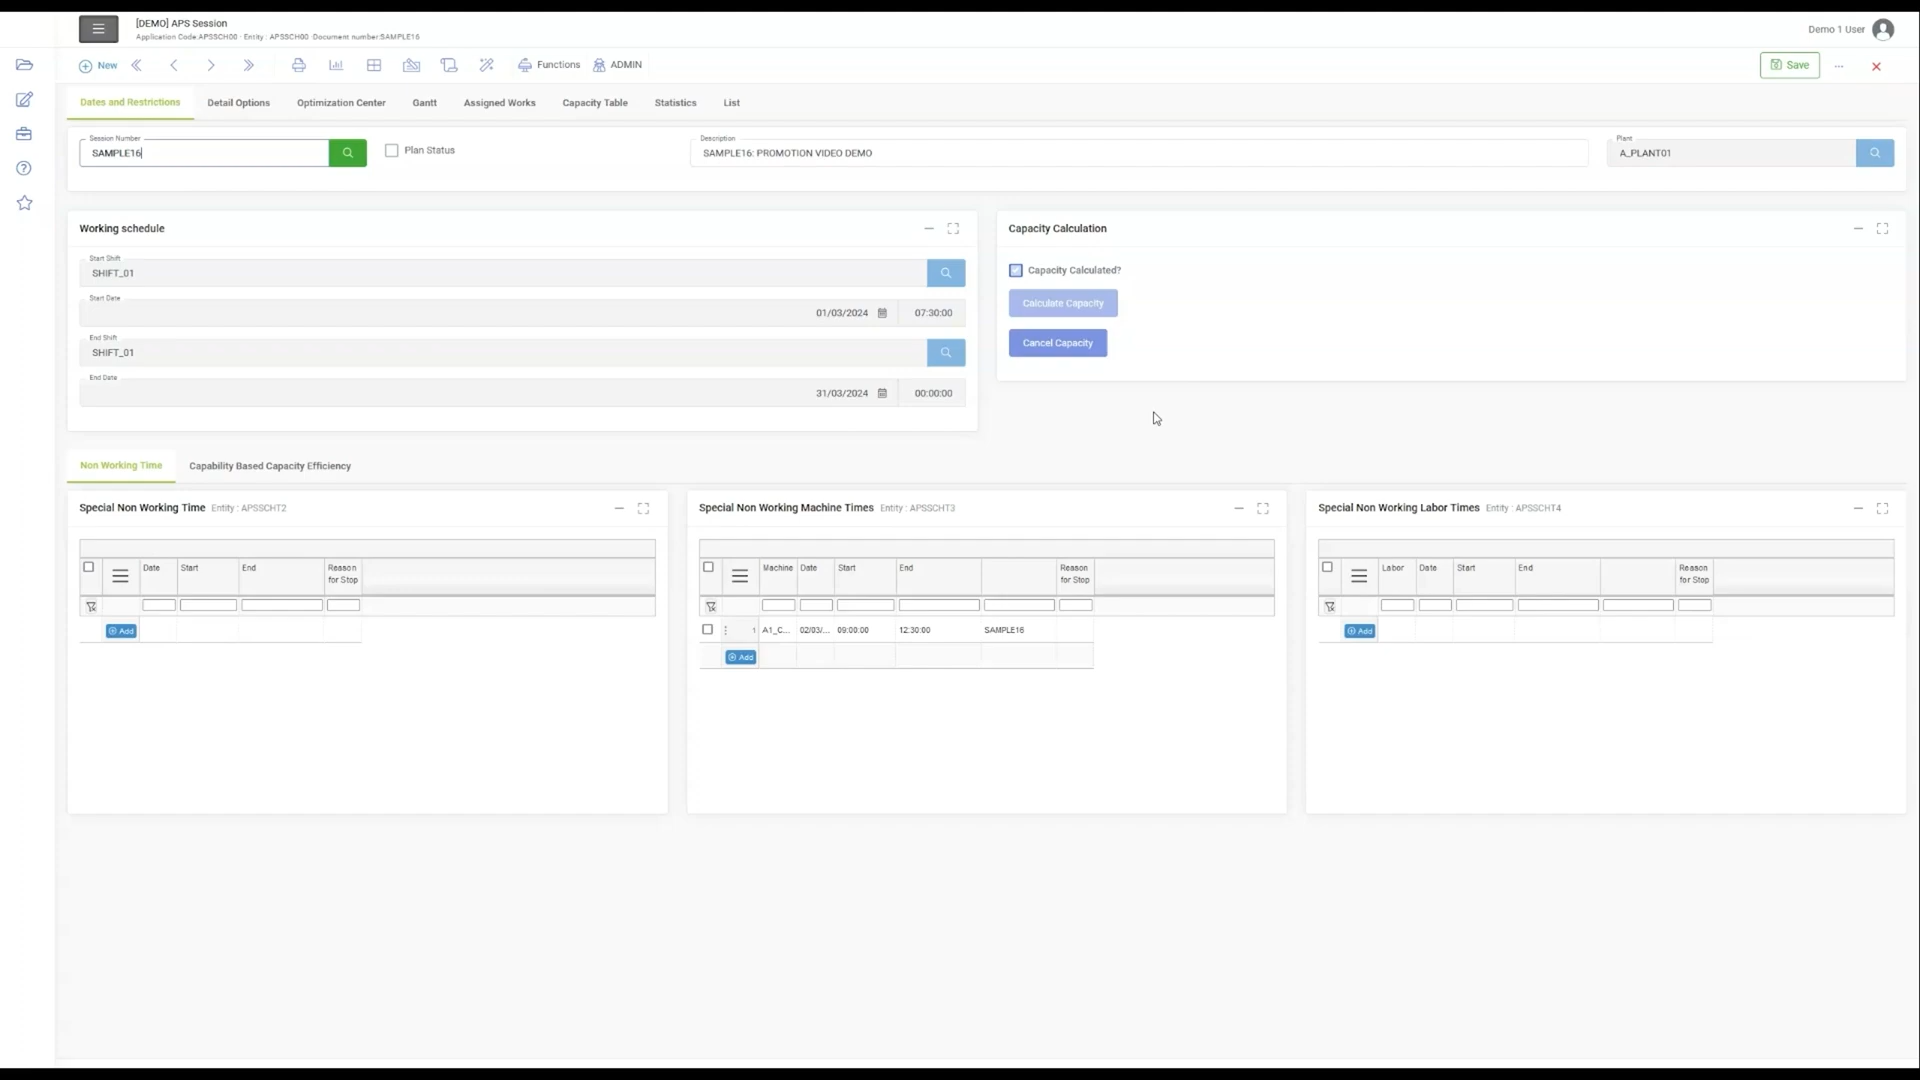 [DEMO] APS Session
Application Code:APSSCH00 - Entity : APSSCH00 -Document number:SAMPLE16
Demo 1 User
New
Functions
ADMIN
Save
Dates and Restrictions
Detail Options
Optimization Center
Gantt
Assigned Works
Capacity Table
Statistics
List
Session Number
SAMPLE16
Plan Status
Description
SAMPLE16: PROMOTION VIDEO DEMO
Plant
A_PLANT01
Working schedule
Start Shift
SHIFT_01
Start Date
01/03/2024
07:30:00
End Shift
SHIFT_01
End Date
31/03/2024
00:00:00
Capacity Calculation
Capacity Calculated?
Calculate Capacity
Cancel Capacity
Non Working Time
Capability Based Capacity Efficiency
Special Non Working Time Entity : APSSCHT2
Date Start End Reason
for Stop
Add
Special Non Working Machine Times Entity : APSSCHT3
Machine Date Start End Reason
for Stop
1 A1_C... 02/03/... 09:00:00 12:30:00 SAMPLE16
Add
Special Non Working Labor Times Entity : APSSCHT4
Labor Date Start End Reason
for Stop
Add